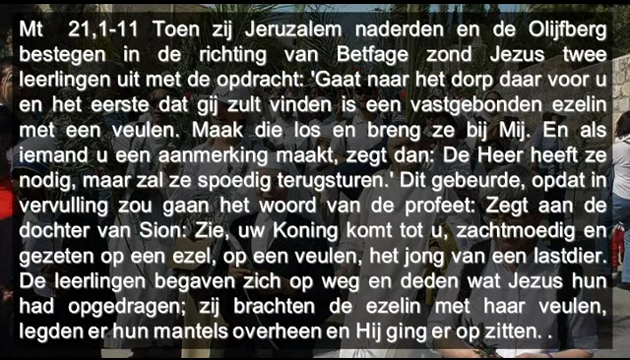 Mt 21,1-11 Toen zij Jeruzalem naderden en de Olijfberg
bestegen in de richting van Betfage zond Jezus twee
leerlingen uit met de opdracht: 'Gaat naar het dorp daar voor u
en het eerste dat gij zult vinden is een vastgebonden ezelin
met een veulen. Maak die los en breng ze bij Mij. En als
iemand u een aanmerking maakt, zegt dan: De Heer heeft ze
nodig, maar zal ze spoedig terugsturen.' Dit gebeurde, opdat in
vervulling zou gaan het woord van de profeet: Zegt aan de
dochter van Sion: Zie, uw Koning komt tot u, zachtmoedig en
gezeten op een ezel, op een veulen, het jong van een lastdier.
De leerlingen begaven zich op weg en deden wat Jezus hun
had opgedragen; zij brachten de ezelin met haar veulen,
legden er hun mantels overheen en Hij ging er op zitten. .